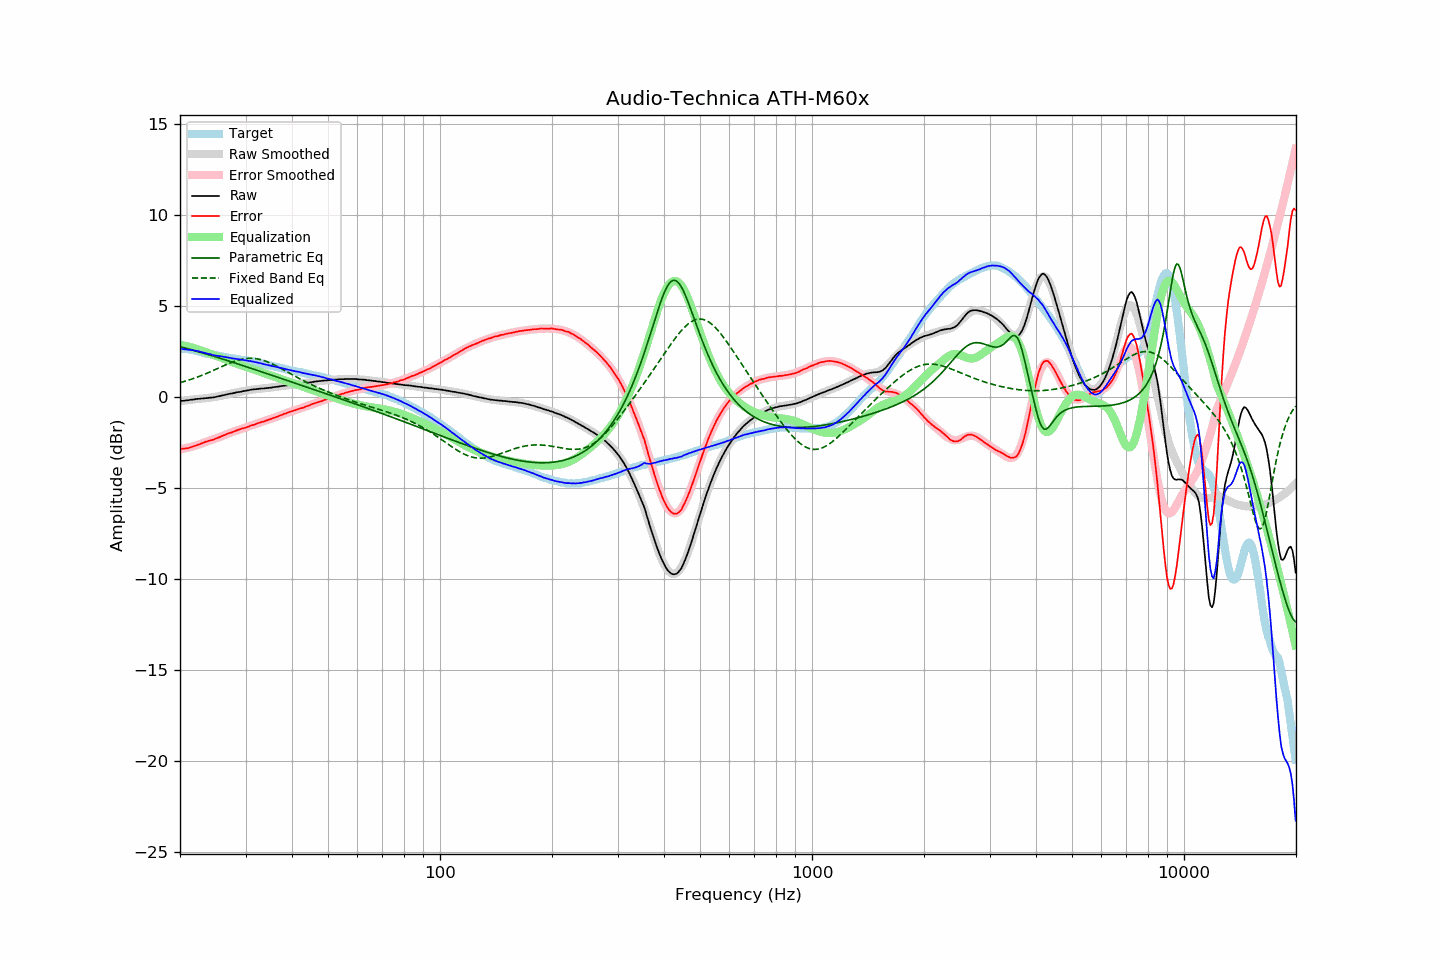 Audio-Technica ATH-M60x
Target
Raw Smoothed
Error Smoothed
Raw
Error
Equalization
Parametric Eq
Fixed Band Eq
Equalized
15
10
5
0
−5
−10
−15
−20
−25
Amplitude (dBr)
100
1000
10000
Frequency (Hz)